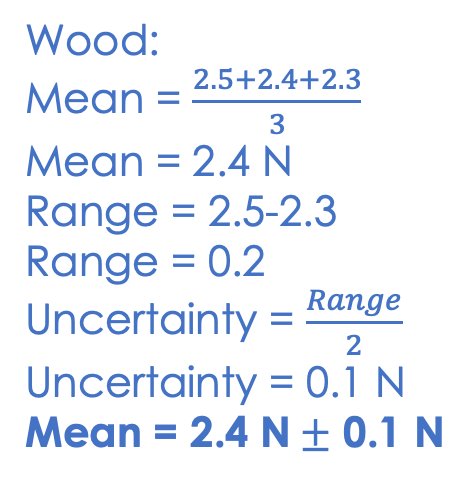 Wood:
Mean = (2.5+2.4+2.3)/3
Mean = 2.4 N
Range = 2.5-2.3
Range = 0.2
Uncertainty = Range/2
Uncertainty = 0.1 N
Mean = 2.4 N ± 0.1 N